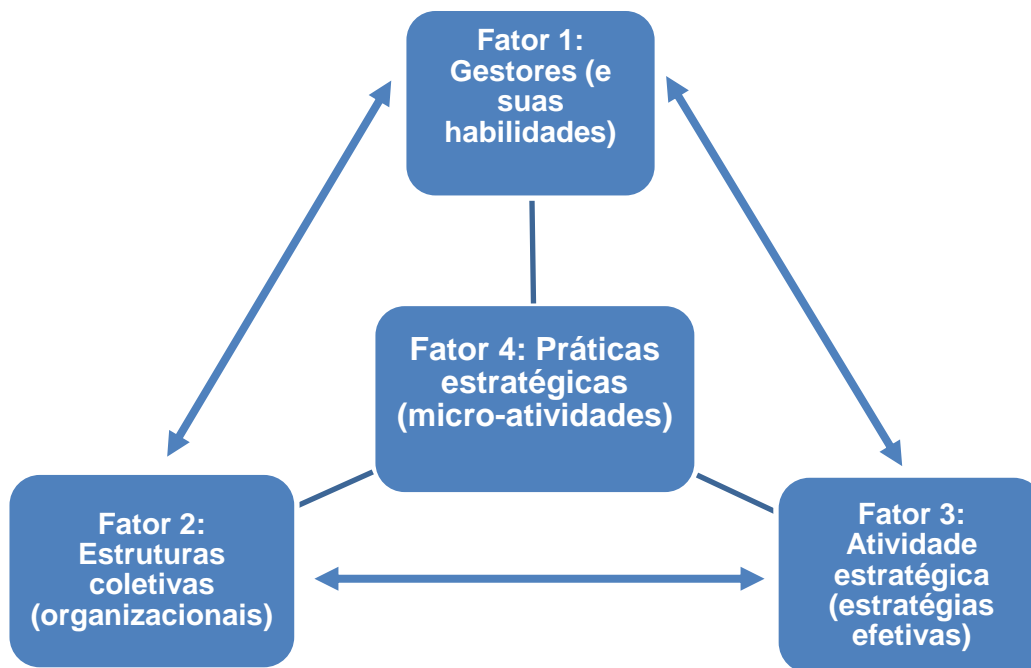 Fator 1:
Gestores (e
suas
habilidades)
Fator 4: Práticas
estratégicas
(micro-atividades)
Fator 2:
Estruturas
coletivas
(organizacionais)
Fator 3:
Atividade
estratégica
(estratégias
efetivas)